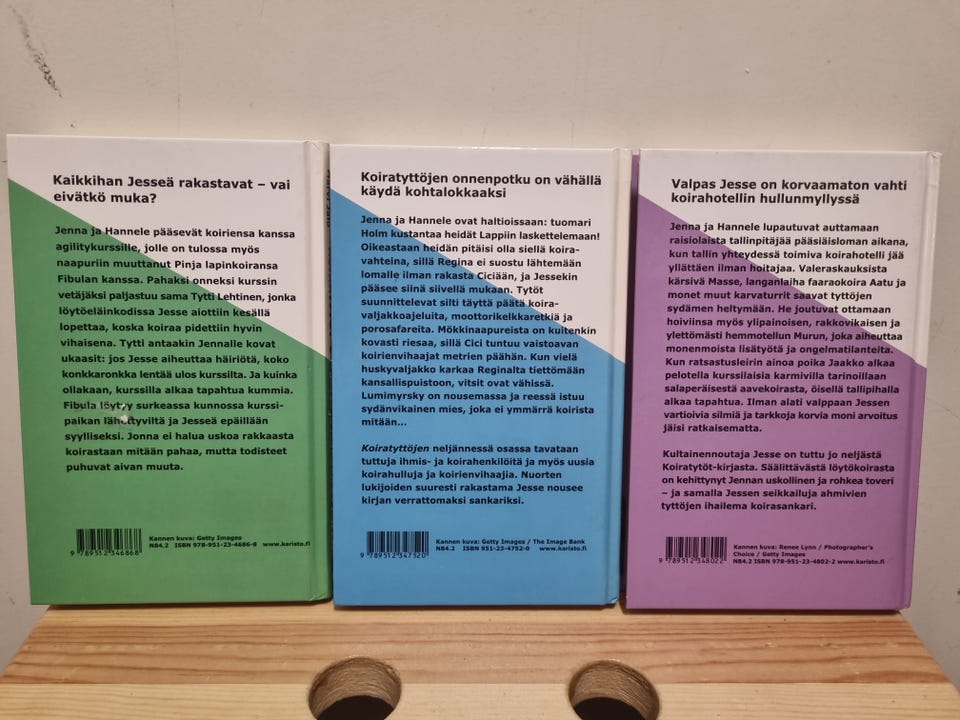 Kaikkihan Jesseä rakastavat – vai
eivätkö muka?
Jenna ja Hannele pääsevät koiriensa kanssa
agilitykurssille, jolle on tulossa myös
naapuriin muuttanut Pinja lapinkoiransa
Fibulan kanssa. Pahaksi onneksi kurssin
vetäjäksi paljastuu sama Tytti Lehtinen, jonka
löytöeläinkodissa Jesse aiottiin kesällä
lopettaa, koska koiraa pidettiin hyvin
vihaisena. Tytti antaakin Jennalle kovat
ukaasit: jos Jesse aiheuttaa häiriötä, koko
konkkaronkka lentää ulos kurssilta. Ja kuinka
ollakaan, kurssilla alkaa tapahtua kummia.
Fibula löytyy surkeassa kunnossa kurssi-
paikan lähettyviltä ja Jesseä epäillään
syylliseksi. Jonna ei halua uskoa rakkaasta
koirastaan mitään pahaa, mutta todisteet
puhuvat aivan muuta.
Kannen kuva: Getty Images
N84.2 ISBN 978-951-23-4686-8 www.karisto.fi
9 789512 346868
Koiratyttöjen onnenpotku on vähällä
käydä kohtalokkaaksi
Jenna ja Hannele ovat haltioissaan: tuomari
Holm kustantaa heidät Lappiin laskettelemaan!
Oikeastaan heidän pitäisi olla siellä koira-
vahteina, sillä Regina ei suostu lähtemään
lomalle ilman rakasta Ciciään, ja Jessekin
pääsee siinä siivellä mukaan. Tytöt
suunnittelevat silti täyttä päätä koira-
valjakkoajeluita, moottorikelkkaretkiä ja
porosafareita. Mökkinaapureista on kuitenkin
kovasti riesaa, sillä Cici tuntuu vaistoavan
koirienvihaajat metrien päähän. Kun vielä
huskyvaljakko karkaa Reginalta tiettömään
kansallispuistoon, vitsit ovat vähissä.
Lumimyrsky on nousemassa ja reessä istuu
sydänvikainen mies, joka ei ymmärrä koirista
mitään...
Koiratyttöjen neljännessä osassa tavataan
tuttuja ihmis- ja koirahenkilöitä ja myös uusia
koirahulluja ja koirienvihaajia. Nuorten
lukijoiden suuresti rakastama Jesse nousee
kirjan verrattomaksi sankariksi.
Kannen kuva: Getty Images / The Image Bank
N84.2 ISBN 951-23-4752-0 www.karisto.fi
9 789512 347520
Valpas Jesse on korvaamaton vahti
koirahotellin hullunmyllyssä
Jenna ja Hannele lupautuvat auttamaan
raisiolaista tallinpitäjää pääsiäisloman aikana,
kun tallin yhteydessä toimiva koirahotelli jää
yllättäen ilman hoitajaa. Valeraskauksista
kärsivä Masse, langanlaiha faaraokoira Aatu ja
monet muut karvaturrit saavat tyttöjen
sydämen heltymään. He joutuvat ottamaan
hoiviinsa myös ylipainoisen, rakkovikaisen ja
ylettömästi hemmotellun Murun, joka aiheuttaa
monenmoista lisätyötä ja ongelmatilanteita.
Kun ratsastusleirin ainoa poika Jaakko alkaa
pelotella kurssilaisia karmivilla tarinoillaan
salaperäisestä aavekoirasta, öisellä tallipihalla
alkaa tapahtua. Ilman alati valppaan Jessen
vartioivia silmiä ja tarkkoja korvia moni arvoitus
jäisi ratkaisematta.
Kultainennoutaja Jesse on tuttu jo neljästä
Koiratytöt-kirjasta. Säälittävästä löytökoirasta
on kehittynyt Jennan uskollinen ja rohkea toveri
– ja samalla Jessen seikkailuja ahmivien
tyttöjen ihailema koirasankari.
Kannen kuva: Renee Lynn / Photographer's
Choice / Getty Images
N84.2 ISBN 978-951-23-4802-2 www.karisto.fi
9 789512 348022